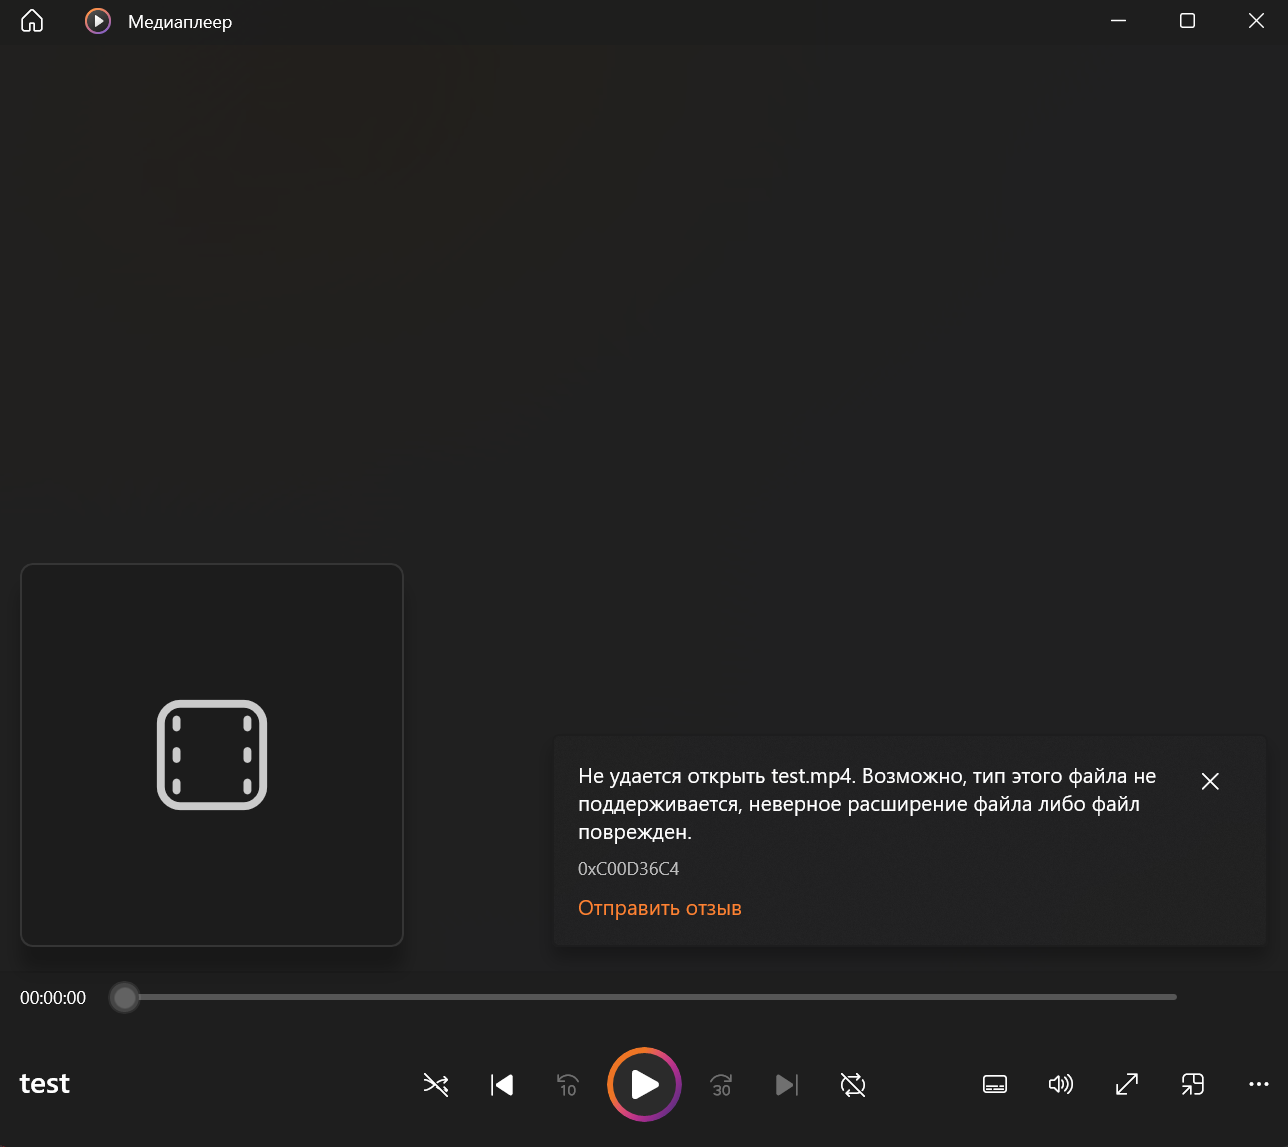 Медиаплеер
Не удается открыть test.mp4. Возможно, тип этого файла не
поддерживается, неверное расширение файла либо файл
поврежден.
0xC00D36C4
Отправить отзыв
00:00:00
test
10
30